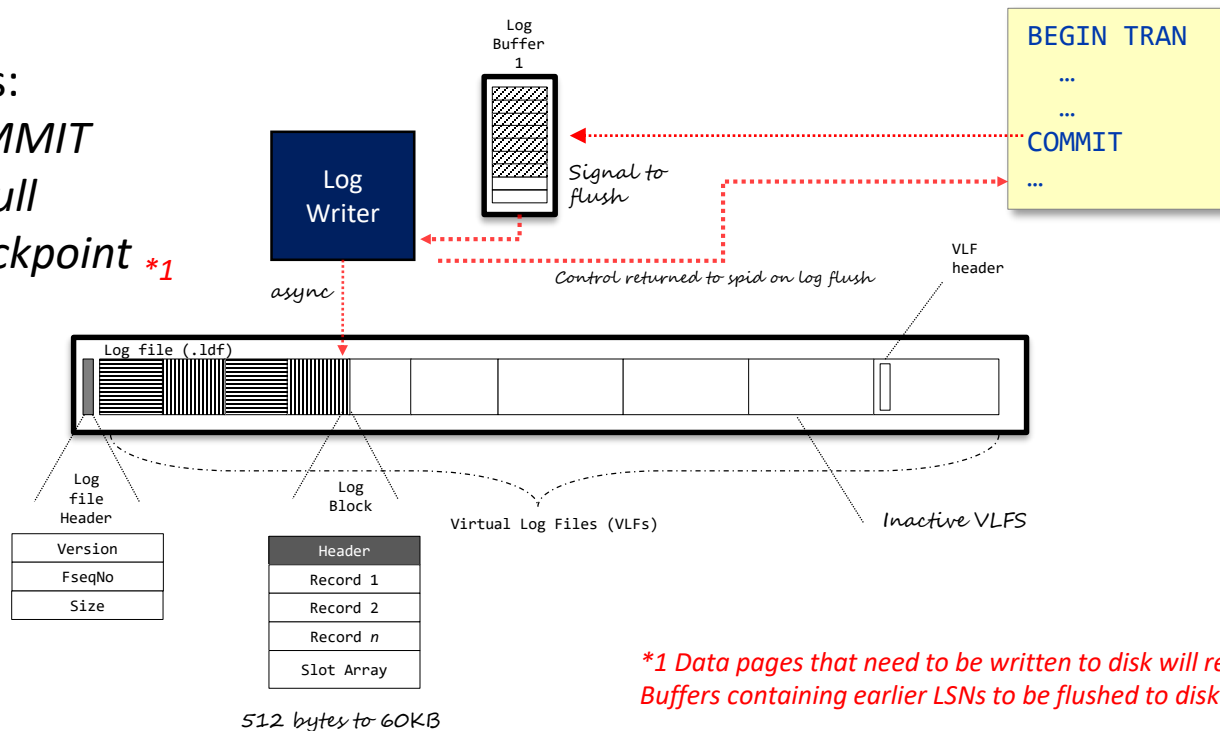 s:
MMIT
ull
ckpoint *1
Log
Buffer
1
BEGIN TRAN
…
…
COMMIT
…
Log
Writer
Signal to
flush
async
Control returned to spid on log flush
VLF
header
Log file (.ldf)
Log
file
Header
Version
FseqNo
Size
Log
Block
Header
Record 1
Record 2
Record n
Slot Array
512 bytes to 60KB
Virtual Log Files (VLFs)
Inactive VLFS
*1 Data pages that need to be written to disk will re
Buffers containing earlier LSNs to be flushed to disk